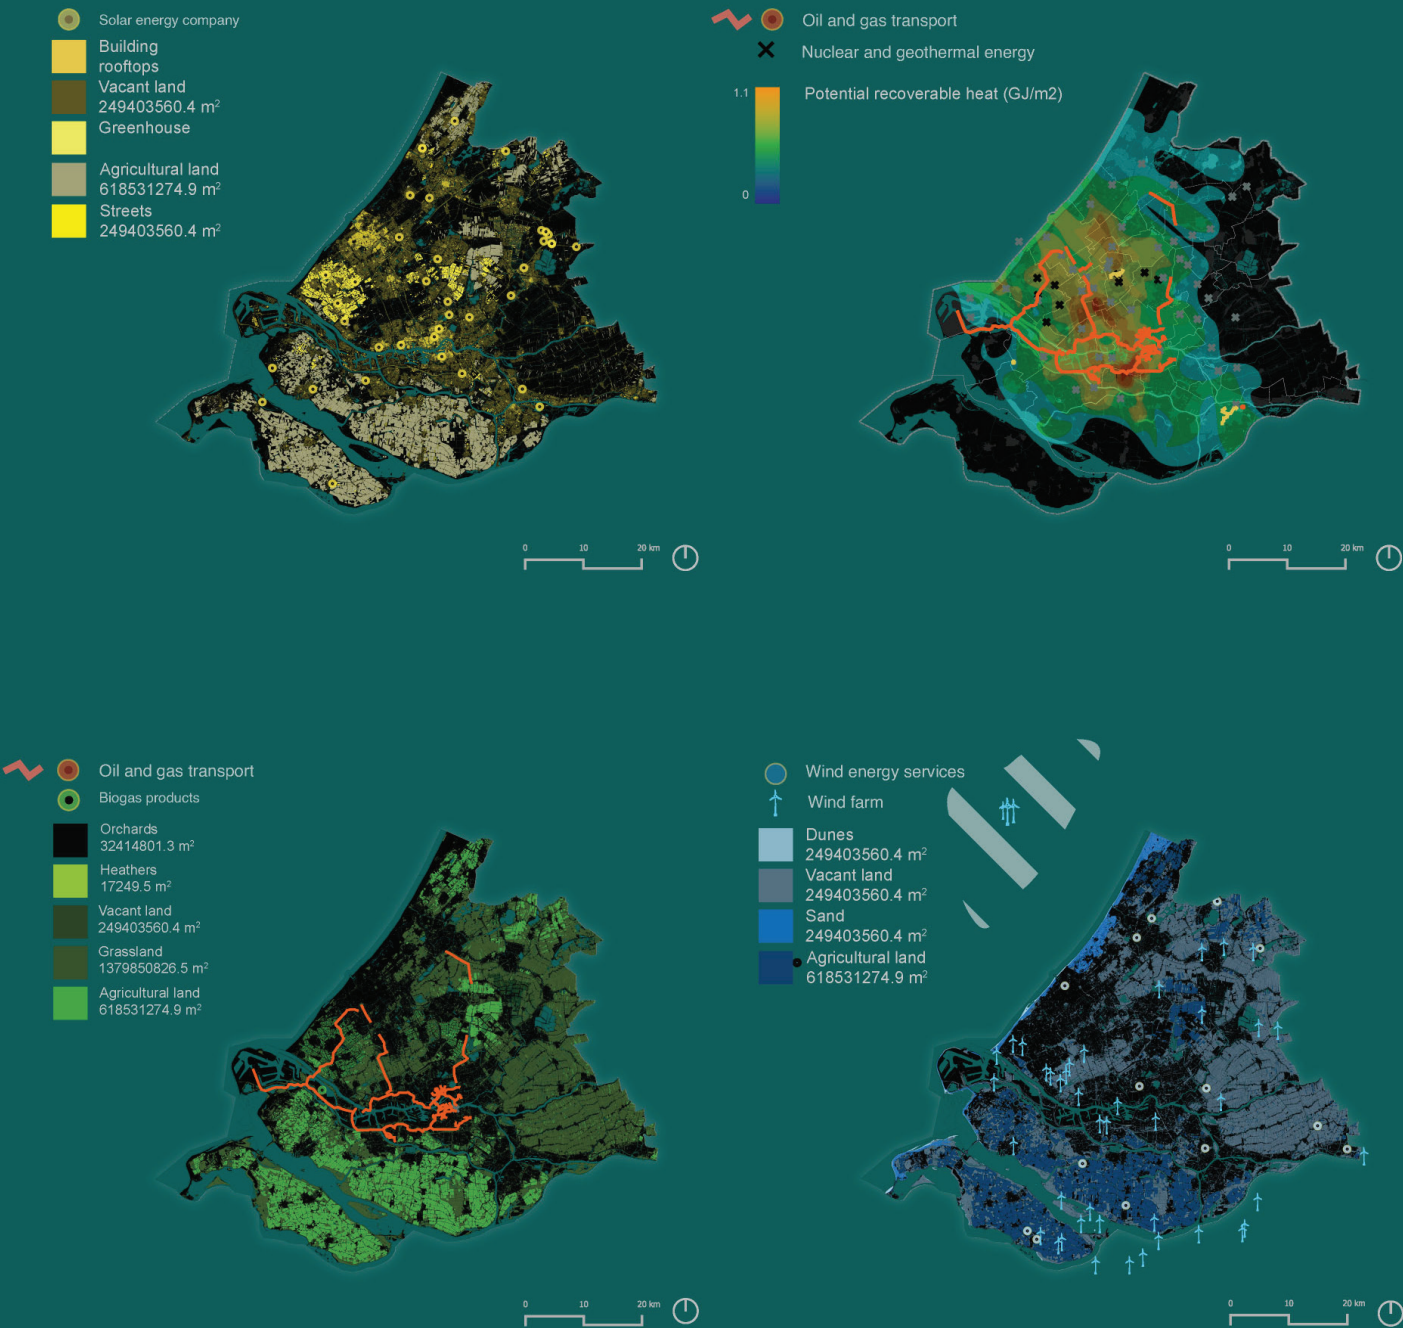 Solar energy company
Building
rooftops
Vacant land
249403560.4 m²
Greenhouse
Agricultural land
618531274.9 m²
Streets
249403560.4 m²
0 10 20 km
Oil and gas transport
Nuclear and geothermal energy
1.1
Potential recoverable heat (GJ/m2)
0
0 10 20 km
Oil and gas transport
Biogas products
Orchards
32414801.3 m²
Heathers
17249.5 m²
Vacant land
249403560.4 m²
Grassland
1379850826.5 m²
Agricultural land
618531274.9 m²
0 10 20 km
Wind energy services
Wind farm
Dunes
249403560.4 m²
Vacant land
249403560.4 m²
Sand
249403560.4 m²
Agricultural land
618531274.9 m²
0 10 20 km